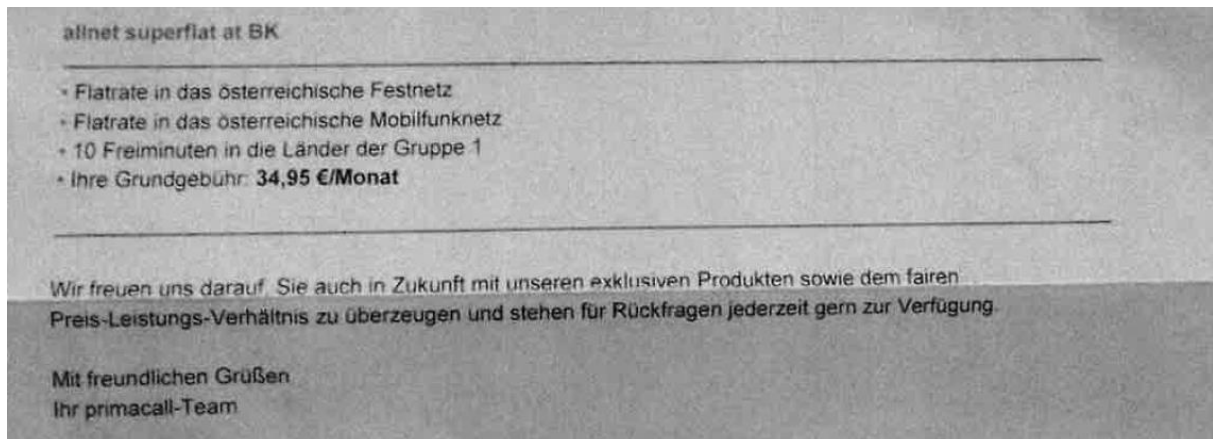 allnet superflat at BK
• Flatrate in das österreichische Festnetz
• Flatrate in das österreichische Mobilfunknetz
• 10 Freiminuten in die Länder der Gruppe 1
• Ihre Grundgebühr: 34,95 €/Monat
Wir freuen uns darauf, Sie auch in Zukunft mit unseren exklusiven Produkten sowie dem fairen
Preis-Leistungs-Verhältnis zu überzeugen und stehen für Rückfragen jederzeit gern zur Verfügung.
Mit freundlichen Grüßen
Ihr primacall-Team